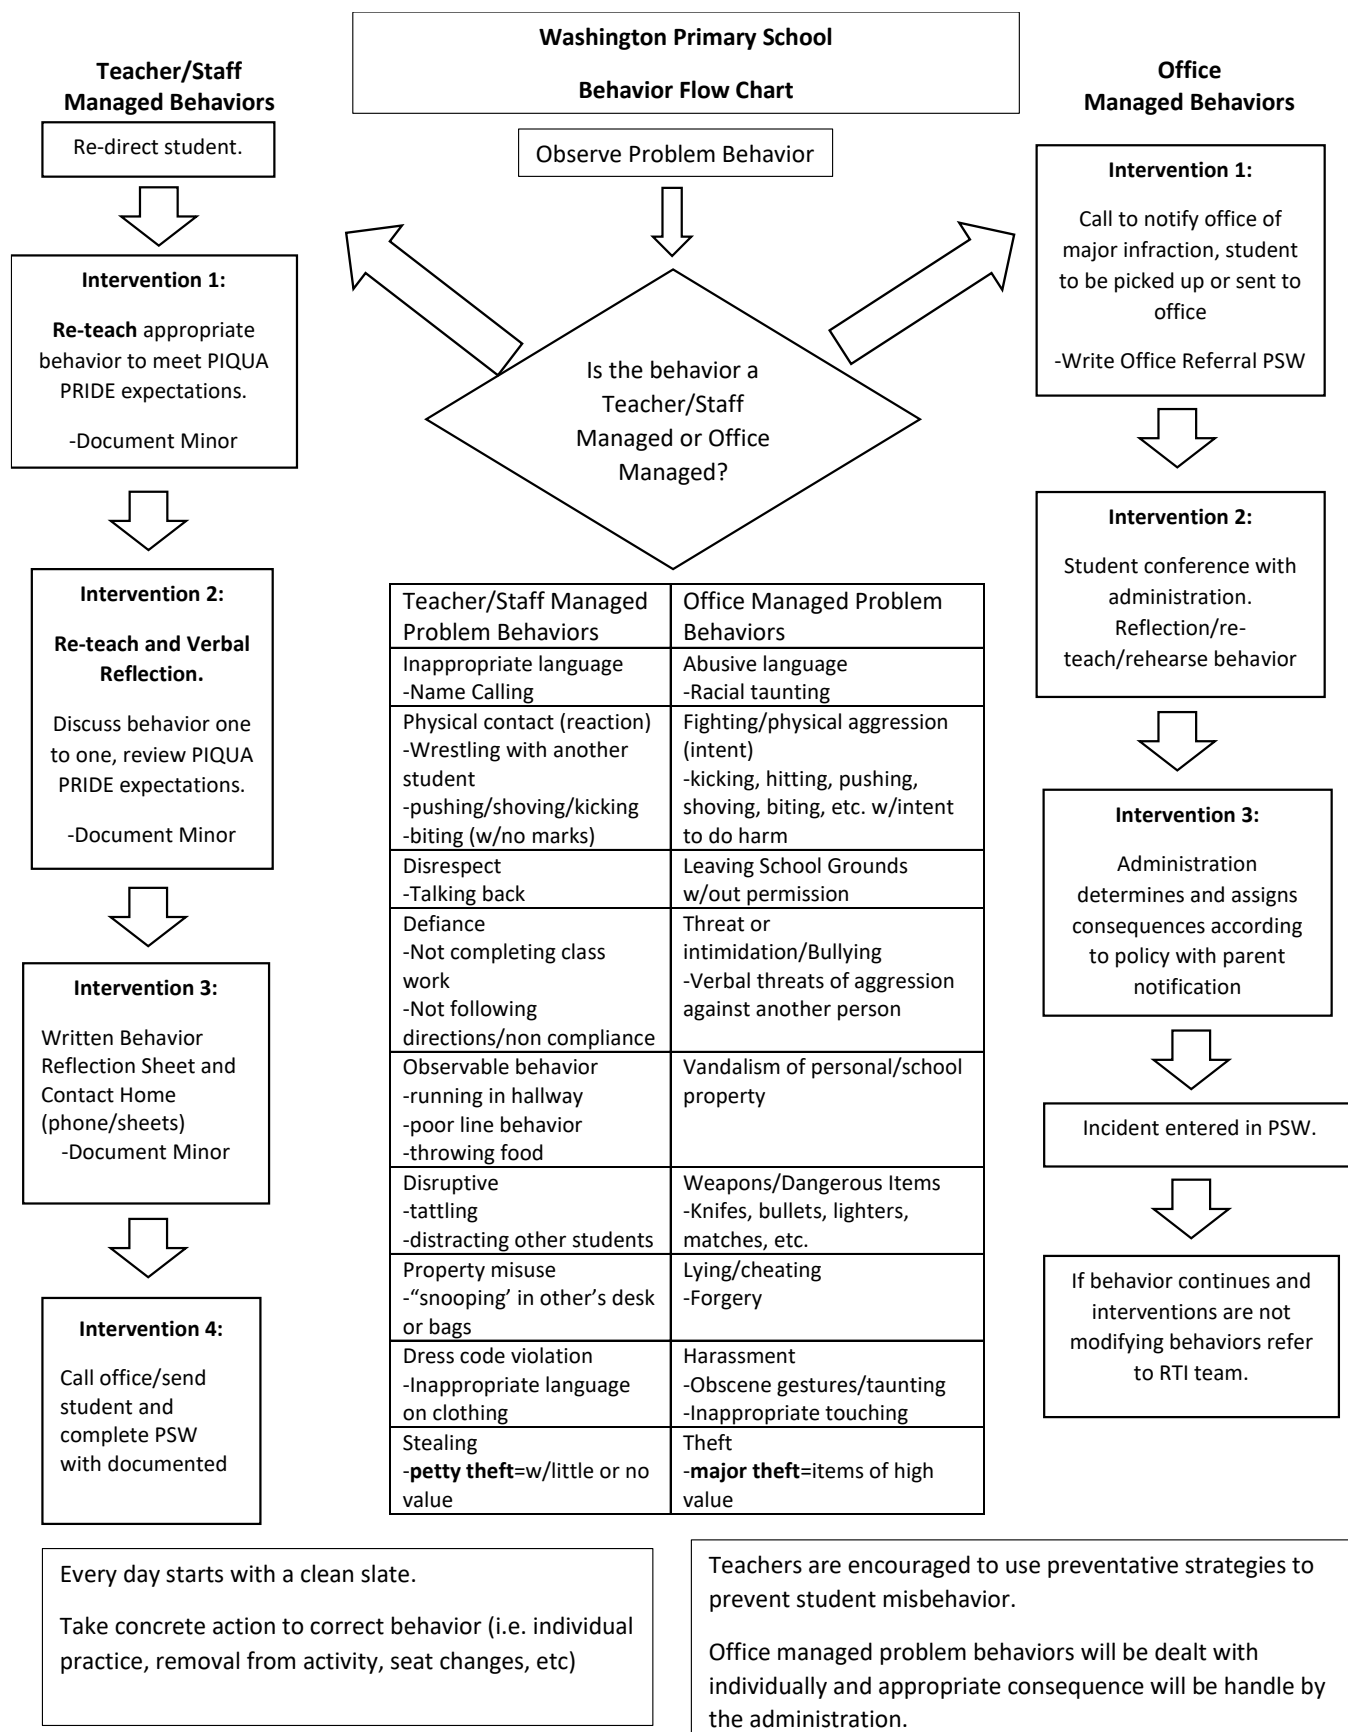 Washington Primary School
Behavior Flow Chart
Teacher/Staff
Managed Behaviors
Re-direct student.
Intervention 1:
Re-teach appropriate
behavior to meet PIQUA
PRIDE expectations.
-Document Minor
Intervention 2:
Re-teach and Verbal
Reflection.
Discuss behavior one
to one, review PIQUA
PRIDE expectations.
-Document Minor
Intervention 3:
Written Behavior
Reflection Sheet and
Contact Home
(phone/sheets)
-Document Minor
Intervention 4:
Call office/send
student and
complete PSW
with documented
Observe Problem Behavior
Is the behavior a
Teacher/Staff
Managed or Office
Managed?
Teacher/Staff Managed
Problem Behaviors
Office Managed Problem
Behaviors
Inappropriate language
-Name Calling
Abusive language
-Racial taunting
Physical contact (reaction)
-Wrestling with another
student
-pushing/shoving/kicking
-biting (w/no marks)
Fighting/physical aggression
(intent)
-kicking, hitting, pushing,
shoving, biting, etc. w/intent
to do harm
Disrespect
-Talking back
Leaving School Grounds
w/out permission
Defiance
-Not completing class
work
-Not following
directions/non compliance
Threat or
intimidation/Bullying
-Verbal threats of aggression
against another person
Observable behavior
-running in hallway
-poor line behavior
-throwing food
Vandalism of personal/school
property
Disruptive
-tattling
-distracting other students
Weapons/Dangerous Items
-Knifes, bullets, lighters,
matches, etc.
Property misuse
-“snooping’ in other’s desk
or bags
Lying/cheating
-Forgery
Dress code violation
-Inappropriate language
on clothing
Harassment
-Obscene gestures/taunting
-Inappropriate touching
Stealing
-petty theft=w/little or no
value
Theft
-major theft=items of high
value
Office
Managed Behaviors
Intervention 1:
Call to notify office of
major infraction, student
to be picked up or sent to
office
-Write Office Referral PSW
Intervention 2:
Student conference with
administration.
Reflection/re-
teach/rehearse behavior
Intervention 3:
Administration
determines and assigns
consequences according
to policy with parent
notification
Incident entered in PSW.
If behavior continues and
interventions are not
modifying behaviors refer
to RTI team.
Every day starts with a clean slate.
Take concrete action to correct behavior (i.e. individual
practice, removal from activity, seat changes, etc)
Teachers are encouraged to use preventative strategies to
prevent student misbehavior.
Office managed problem behaviors will be dealt with
individually and appropriate consequence will be handle by
the administration.